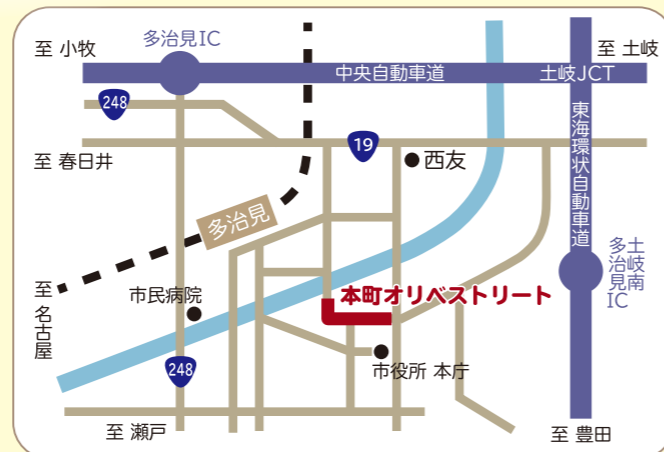 至 小牧
多治見IC
至 土岐
中央自動車道
土岐JCT
248
19
至 春日井
西友
東海環状自動車道
多治見
土岐南
多治見
IC
本町オリベストリート
至 名古屋
市民病院
248
市役所 本庁
至 瀬戸
至 豊田